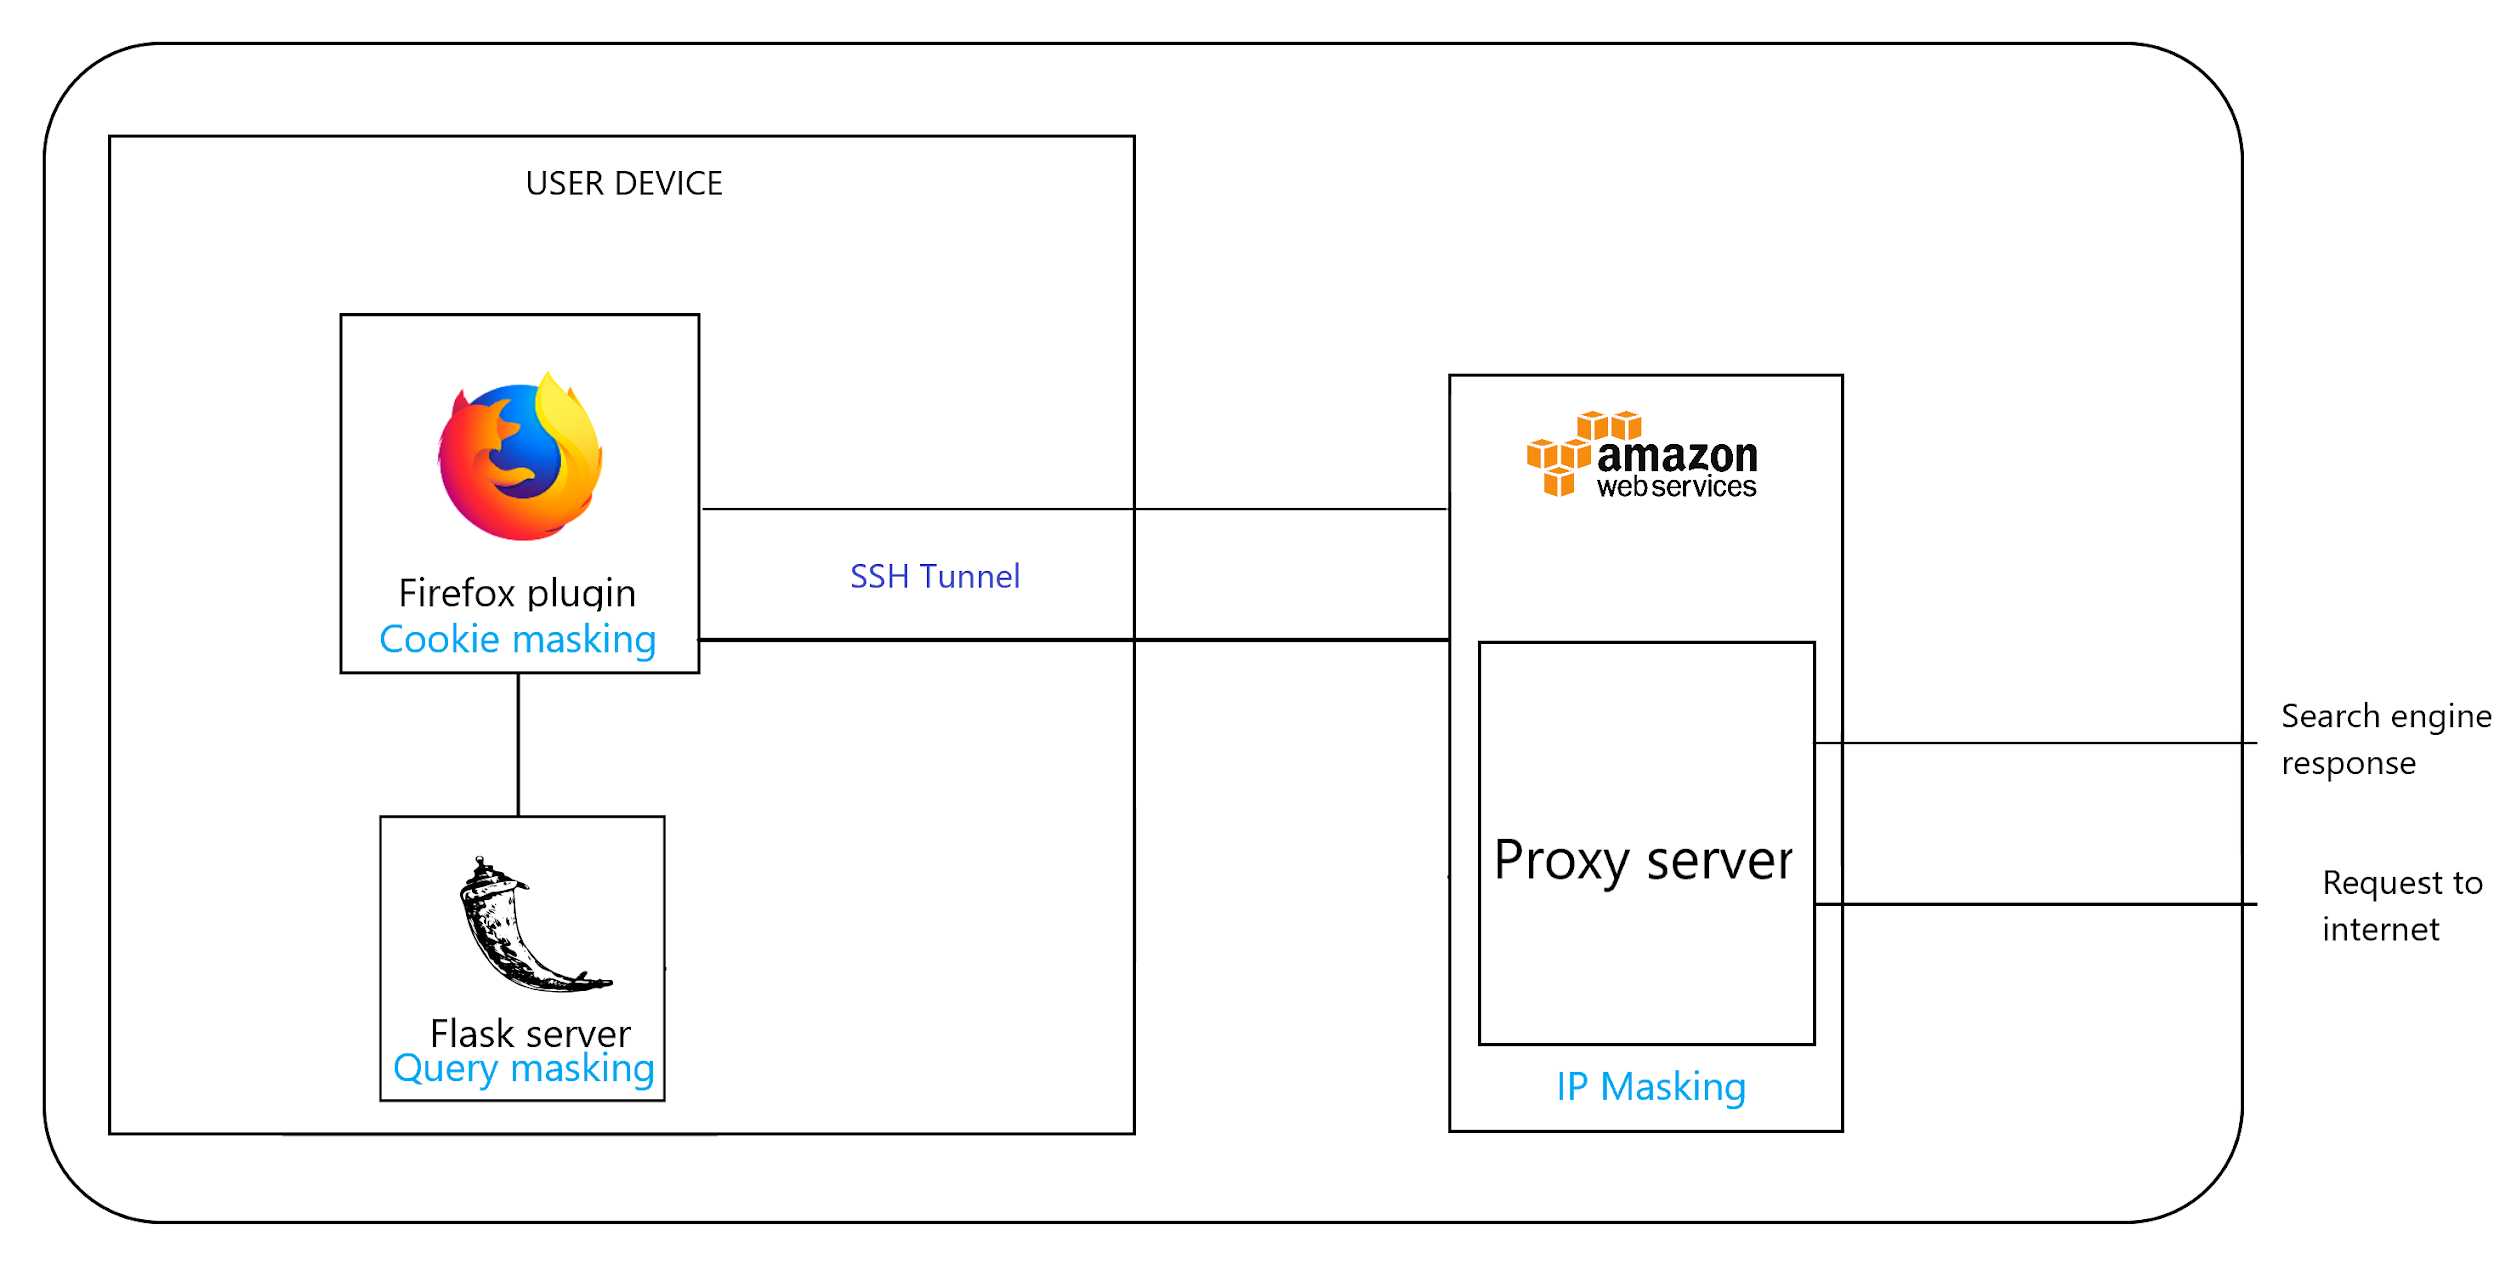 USER DEVICE
Firefox plugin
Cookie masking
SSH Tunnel
Flask server
Query masking
amazon
web services
Proxy server
IP Masking
Search engine
response
Request to
internet